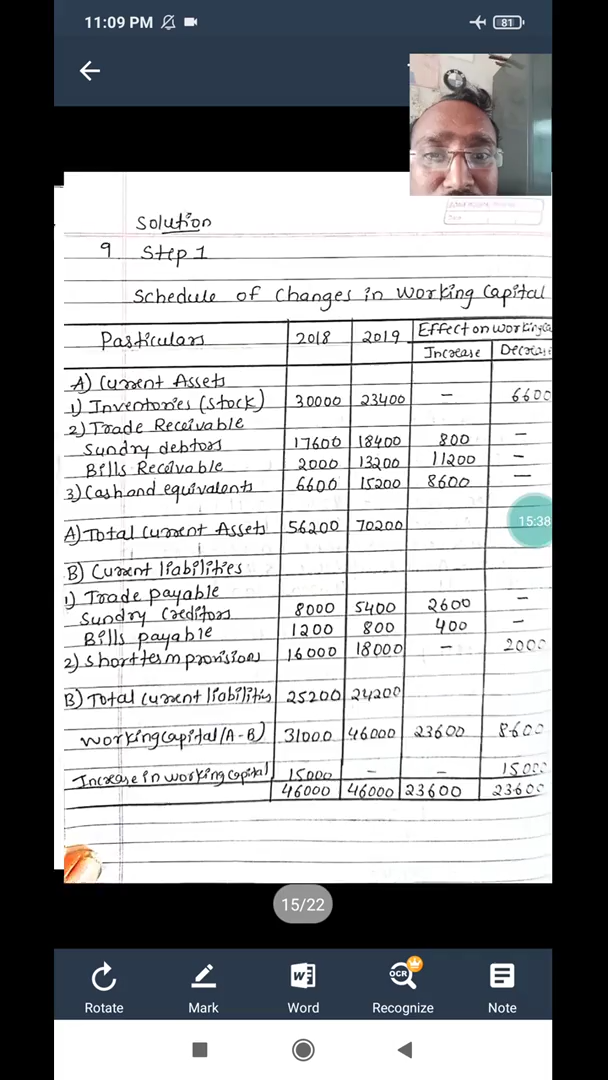 11:09 PM
81
Solution
9 Step 1
Schedule of Changes in Working Capital
Particulars 2018 2019 Effect on working Ca
Increase Decrease
A) Current Assets
1) Inventories (stock) 30000 23400 – 6600
2) Trade Receivable
Sundry debtors 17600 18400 800 –
Bills Receivable 2000 13200 11200 –
3) Cash and equivalents 6600 15200 8600 –
15:38
A) Total Current Assets 56200 70200
B) Current liabilities
1) Trade payable
Sundry Creditors 8000 5400 2600 –
Bills payable 1200 800 400 –
2) Short term provision 16000 18000 – 2000
B) Total Current liabilities 25200 24200
Working capital (A-B) 31000 46000 23600 8600
Increase in working capital 15000 – – 15000
46000 46000 23600 23600
15/22
Rotate Mark Word Recognize Note
W
OCR